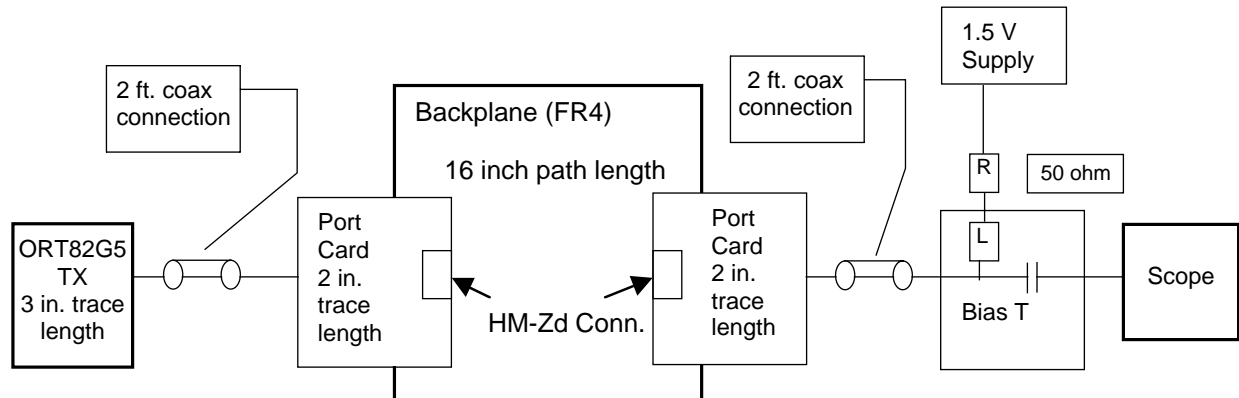 2 ft. coax
connection
Backplane (FR4)
16 inch path length
2 ft. coax
connection
1.5 V
Supply
R
50 ohm
ORT82G5
TX
3 in. trace
length
Port
Card
2 in.
trace
length
HM-Zd Conn.
Port
Card
2 in.
trace
length
L
Bias T
Scope